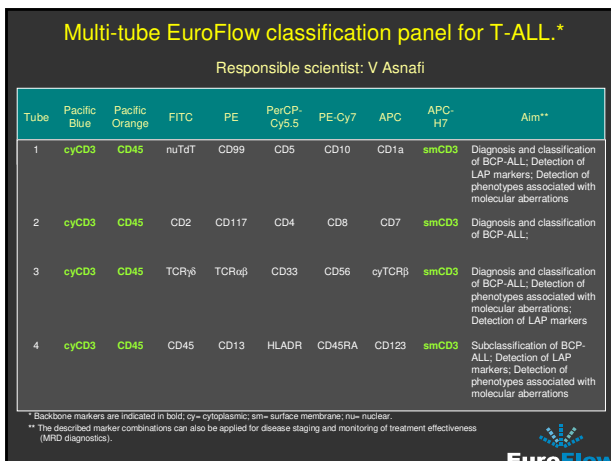 Multi-tube EuroFlow classification panel for T-ALL.*
Responsible scientist: V Asnafi
Tube Pacific Blue Pacific Orange FITC PE PerCP-Cy5.5 PE-Cy7 APC APC-H7 Aim**
1 cyCD3 CD45 nuTdT CD99 CD5 CD10 CD1a smCD3 Diagnosis and classification
of BCP-ALL; Detection of
LAP markers; Detection of
phenotypes associated with
molecular aberrations
2 cyCD3 CD45 CD2 CD117 CD4 CD8 CD7 smCD3 Diagnosis and classification
of BCP-ALL;
3 cyCD3 CD45 TCRγδ TCRαβ CD33 CD56 cyTCRβ smCD3 Diagnosis and classification
of BCP-ALL; Detection of
phenotypes associated with
molecular aberrations;
Detection of LAP markers
4 cyCD3 CD45 CD45 CD13 HLADR CD45RA CD123 smCD3 Subclassification of BCP-
ALL; Detection of LAP
markers; Detection of
phenotypes associated with
molecular aberrations
* Backbone markers are indicated in bold; cy= cytoplasmic; sm= surface membrane; nu= nuclear.
** The described marker combinations can also be applied for disease staging and monitoring of treatment effectiveness
(MRD diagnostics).
EuroFlow